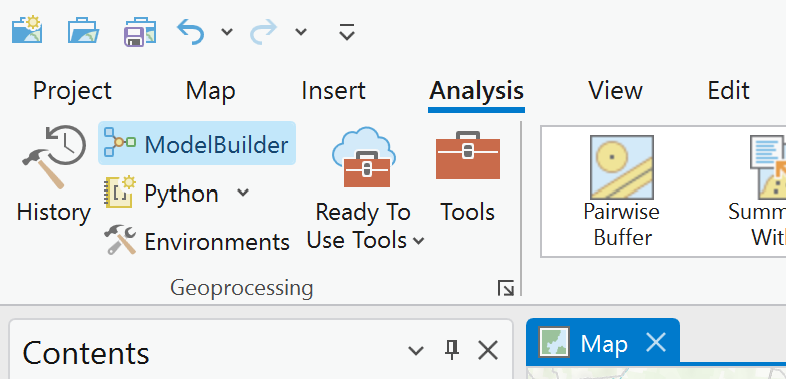 Project Map Insert Analysis View Edit
History
ModelBuilder
Python
Environments
Ready To
Use Tools
Tools
Geoprocessing
Pairwise
Buffer
Summ
With
Contents
Map